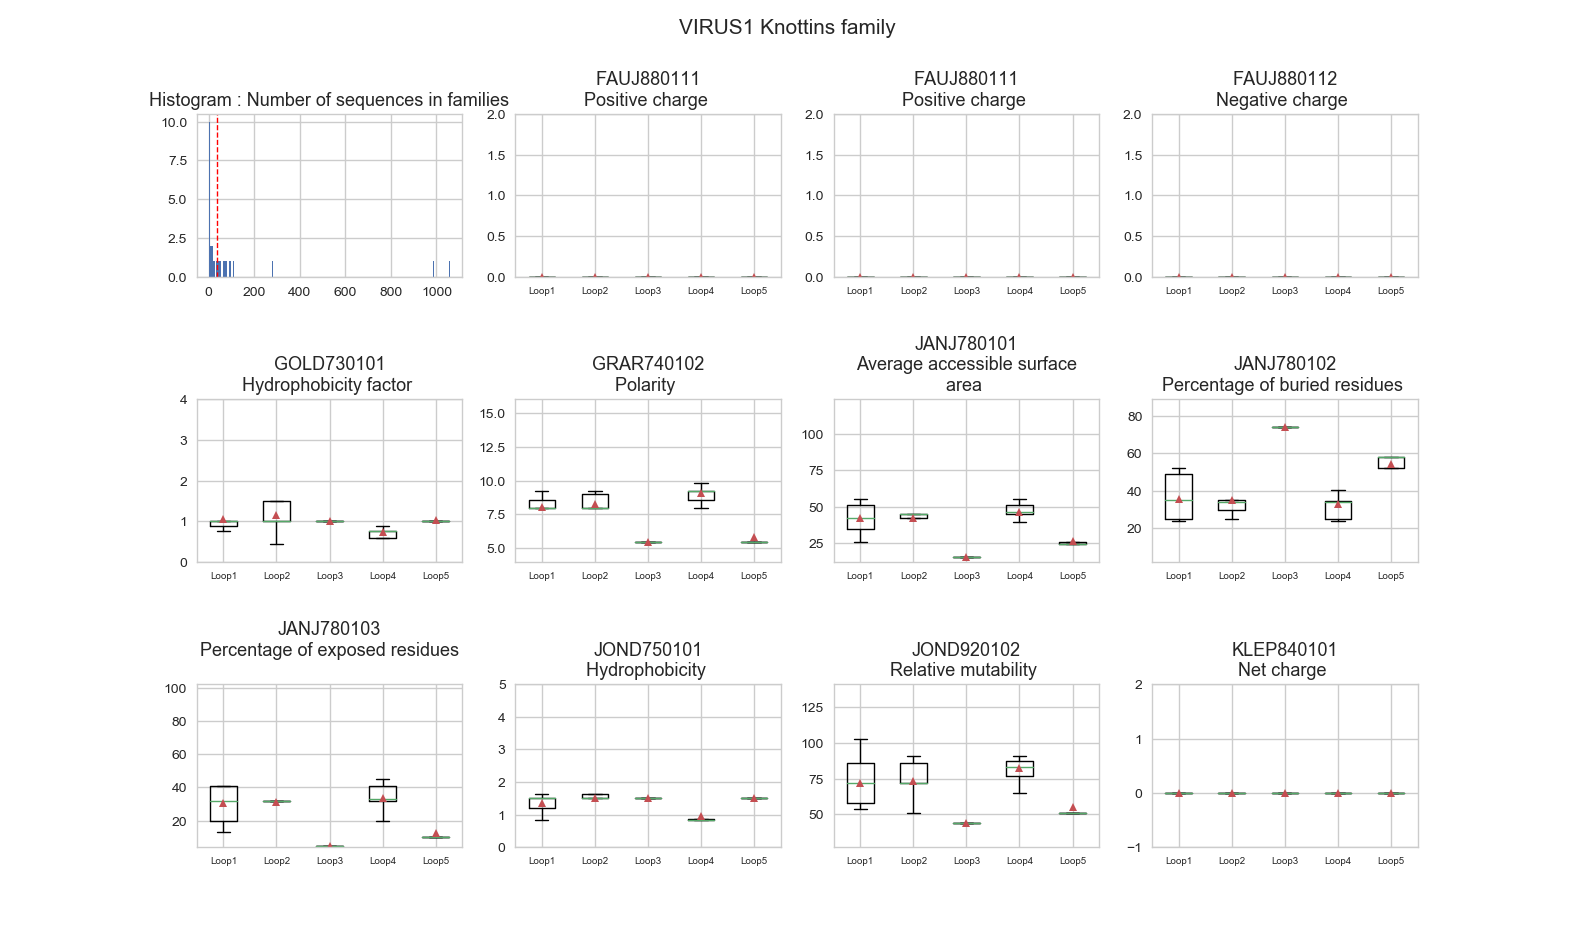 VIRUS1 Knottins family
Histogram : Number of sequences in families
10.0
7.5
5.0
2.5
0.0
0 200 400 600 800 1000
FAUJ880111
Positive charge
2.0
1.5
1.0
0.5
0.0
Loop1 Loop2 Loop3 Loop4 Loop5
FAUJ880111
Positive charge
2.0
1.5
1.0
0.5
0.0
Loop1 Loop2 Loop3 Loop4 Loop5
FAUJ880112
Negative charge
2.0
1.5
1.0
0.5
0.0
Loop1 Loop2 Loop3 Loop4 Loop5
GOLD730101
Hydrophobicity factor
4
3
2
1
0
Loop1 Loop2 Loop3 Loop4 Loop5
GRAR740102
Polarity
15.0
12.5
10.0
7.5
5.0
Loop1 Loop2 Loop3 Loop4 Loop5
JANJ780101
Average accessible surface
area
100
75
50
25
Loop1 Loop2 Loop3 Loop4 Loop5
JANJ780102
Percentage of buried residues
80
60
40
20
Loop1 Loop2 Loop3 Loop4 Loop5
JANJ780103
Percentage of exposed residues
100
80
60
40
20
Loop1 Loop2 Loop3 Loop4 Loop5
JOND750101
Hydrophobicity
5
4
3
2
1
0
Loop1 Loop2 Loop3 Loop4 Loop5
JOND920102
Relative mutability
125
100
75
50
Loop1 Loop2 Loop3 Loop4 Loop5
KLEP840101
Net charge
2
1
0
−1
Loop1 Loop2 Loop3 Loop4 Loop5